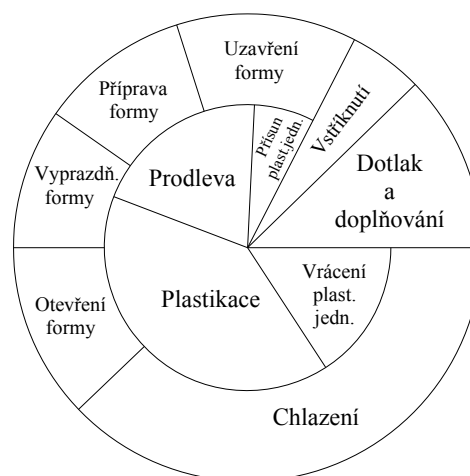 Uzavření
formy
Příprava
formy
Vstříknutí
Přísun
plast.jedn.
Dotlak
a
doplňování
Vyprazdň.
formy
Prodleva
Vrácení
plast.
jedn.
Plastikace
Otevření
formy
Chlazení